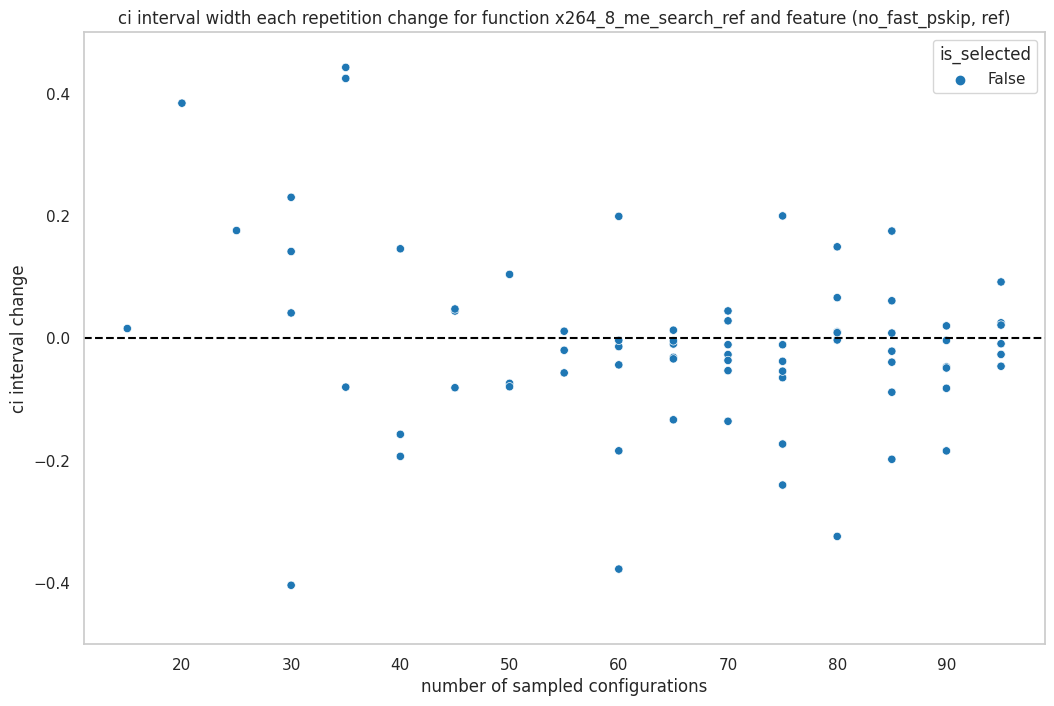 ci interval width each repetition change for function x264_8_me_search_ref and feature (no_fast_pskip, ref)
is_selected
False
ci interval change
0.4
0.2
0.0
−0.2
−0.4
20 30 40 50 60 70 80 90
number of sampled configurations